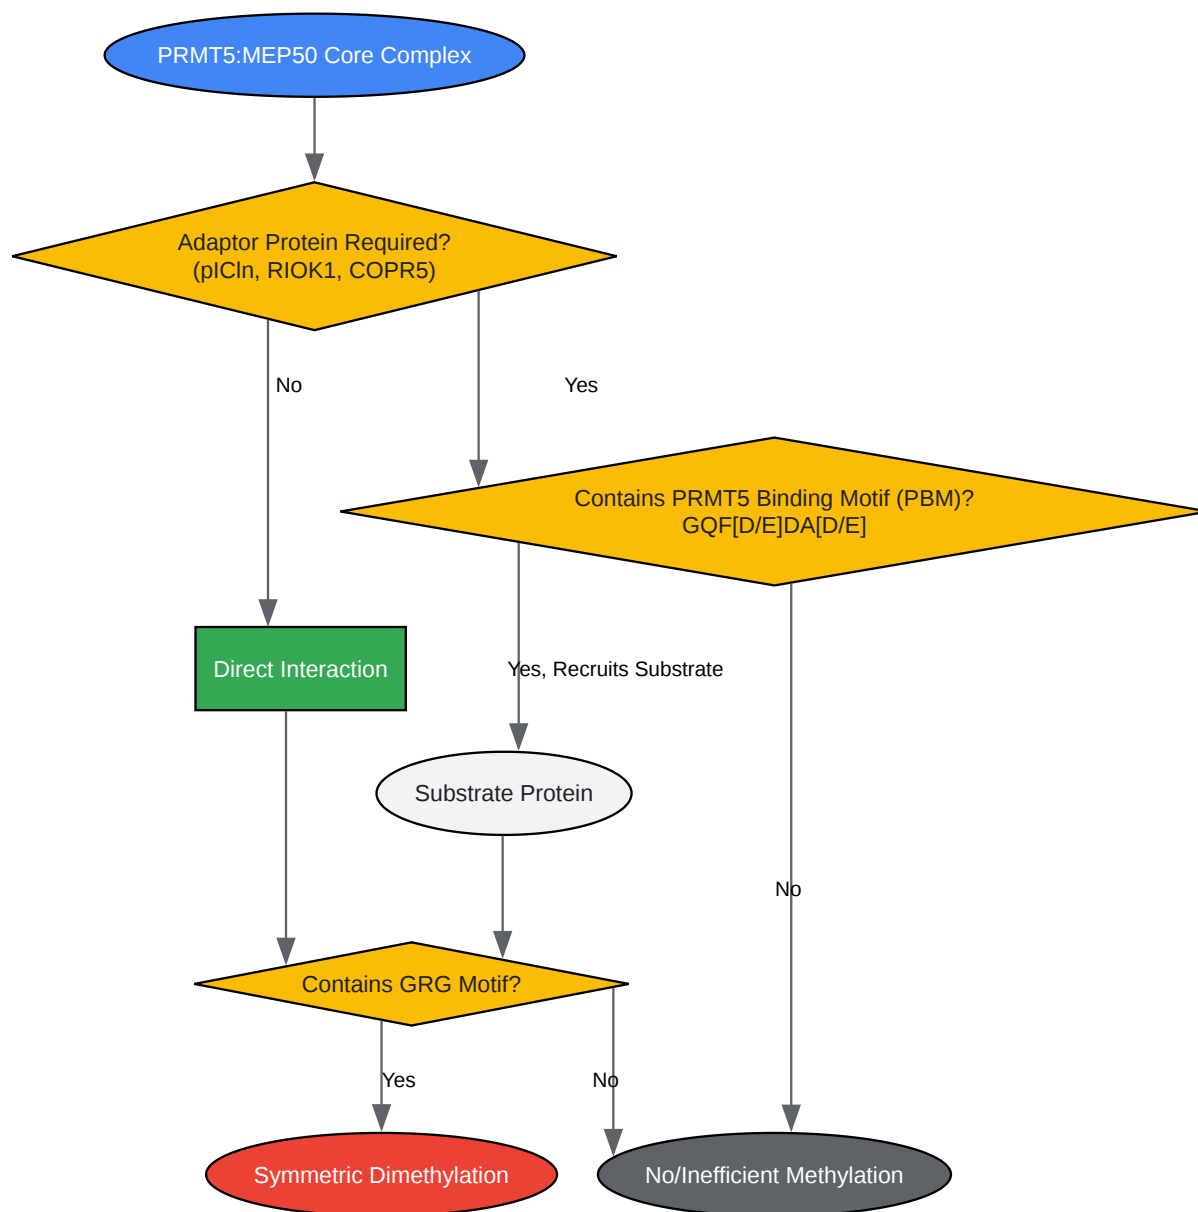 PRMT5:MEP50 Core Complex
Adaptor Protein Required?
(pICln, RIOK1, COPR5)
No
Yes
Contains PRMT5 Binding Motif (PBM)?
GQF[D/E]DA[D/E]
Direct Interaction
Yes, Recruits Substrate
Substrate Protein
No
Contains GRG Motif?
Yes
No
Symmetric Dimethylation
No/Inefficient Methylation